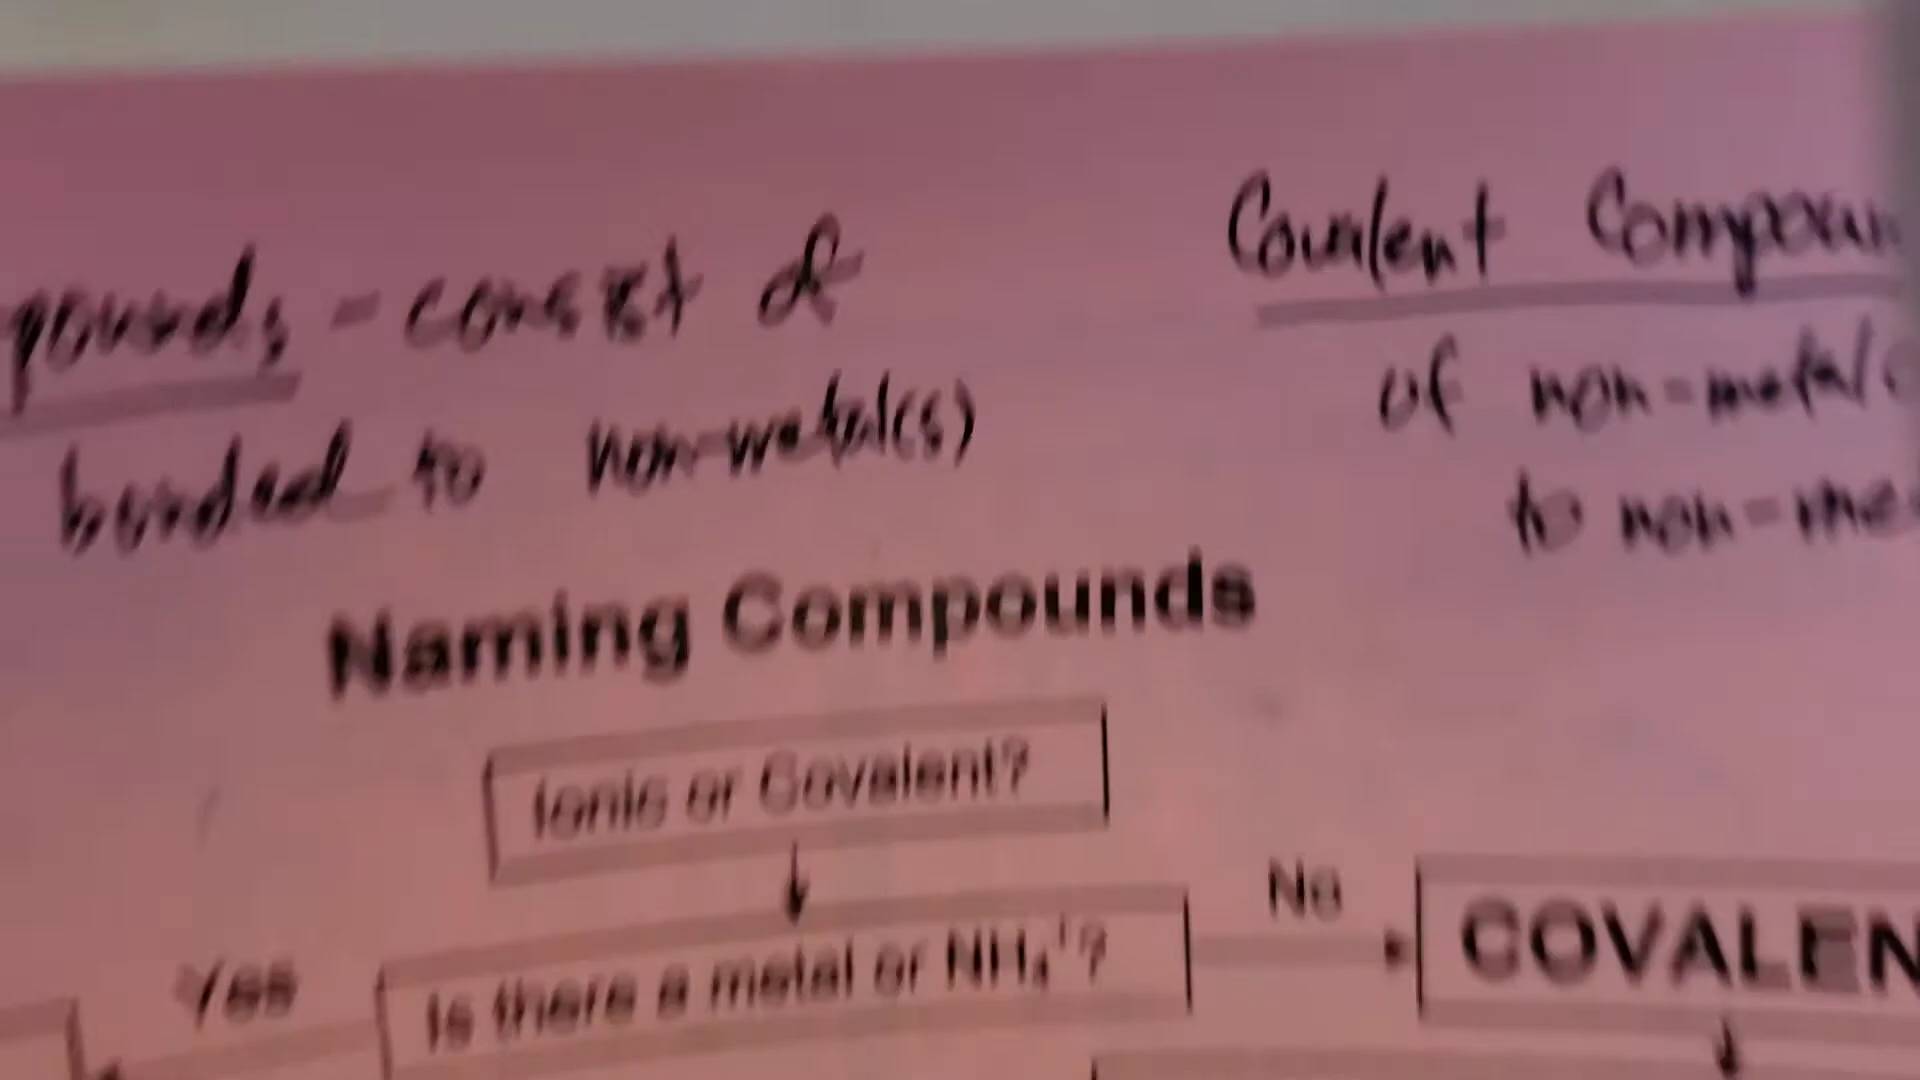 pounds - consist of
bonded to non-metal(s)
Covalent Compoun
of non-metal(
to non-me
Naming Compounds
Ionic or Covalent?
Is there a metal or NH₄⁺?
Yes
No
COVALEN